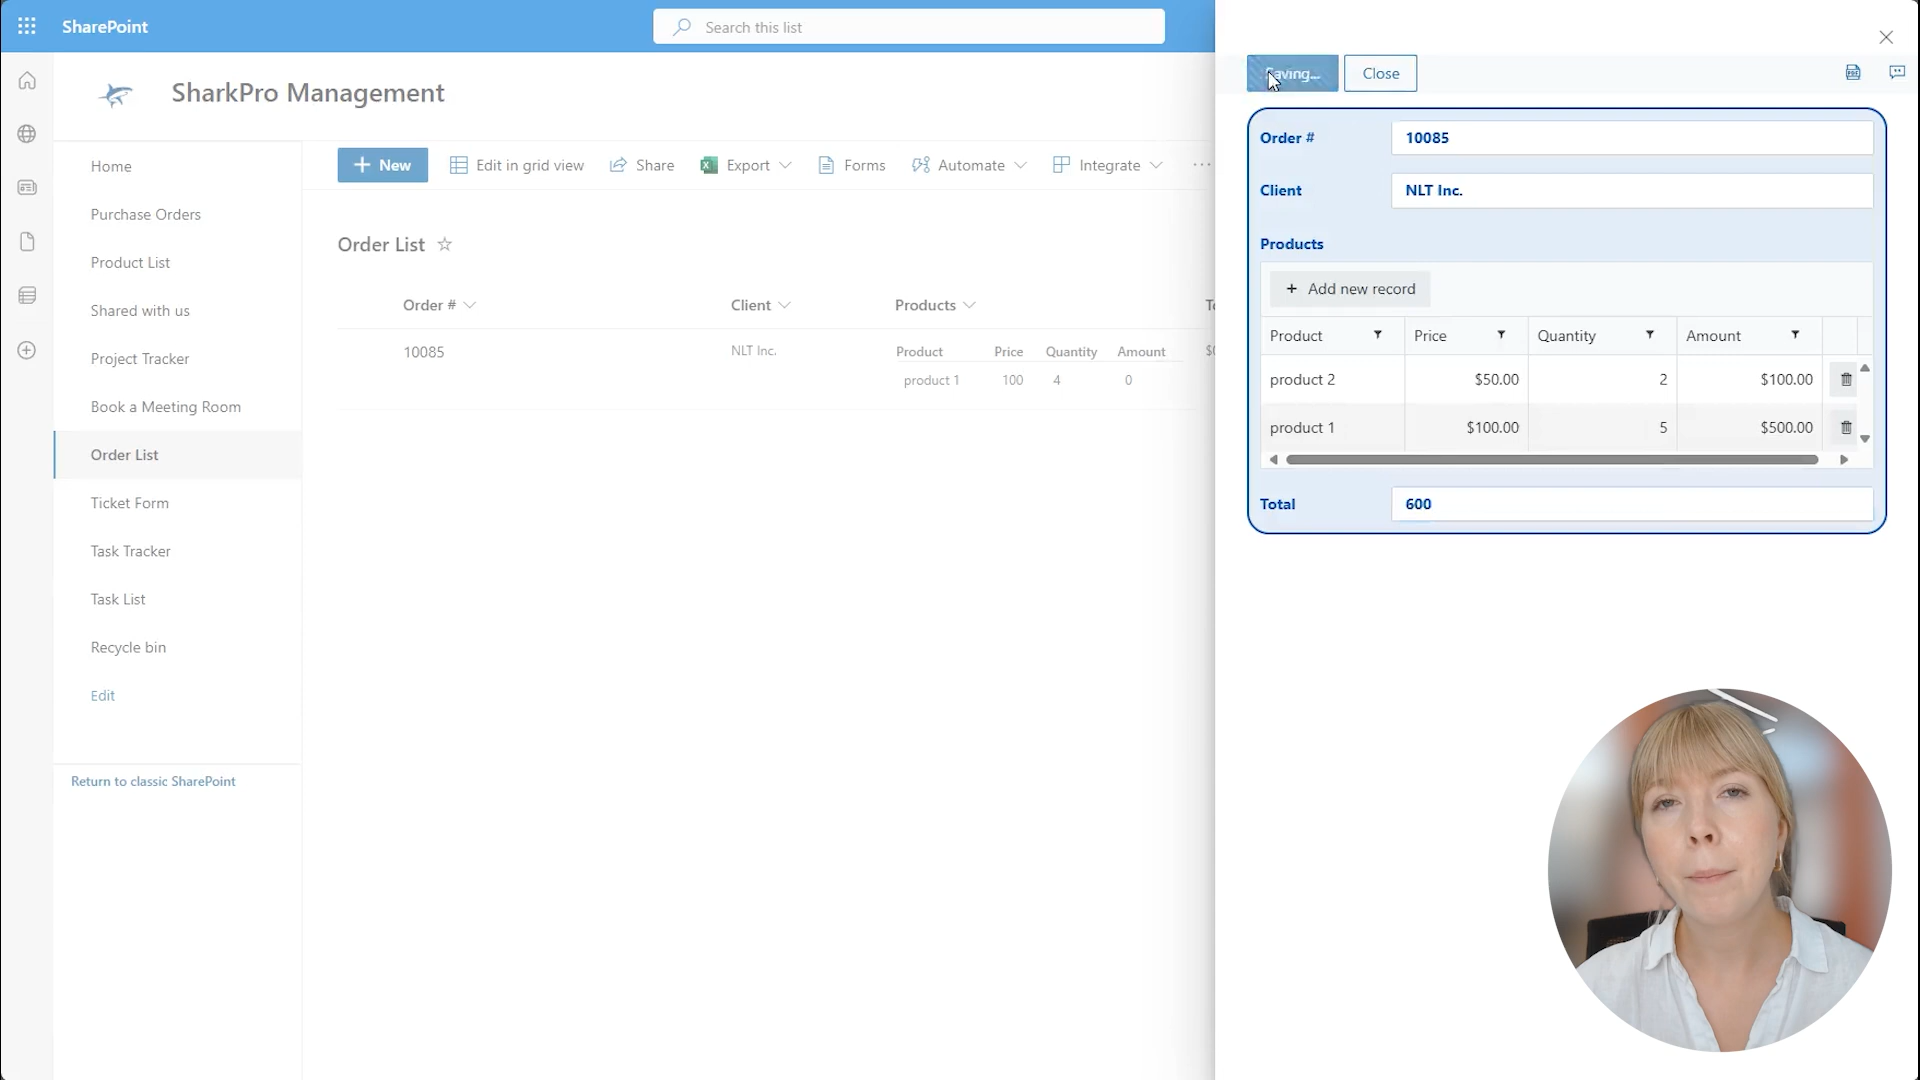 SharePoint
Search this list
SharkPro Management
Home
Purchase Orders
Product List
Shared with us
Project Tracker
Book a Meeting Room
Order List
Ticket Form
Task Tracker
Task List
Recycle bin
Edit
Return to classic SharePoint
New Edit in grid view Share Export Forms Automate Integrate ...
Order List
Order # Client Products
10085 NLT Inc. Product Price Quantity Amount
product 1 100 4 0
Saving... Close
Order # 10085
Client NLT Inc.
Products
+ Add new record
Product Price Quantity Amount
product 2 $50.00 2 $100.00
product 1 $100.00 5 $500.00
Total 600